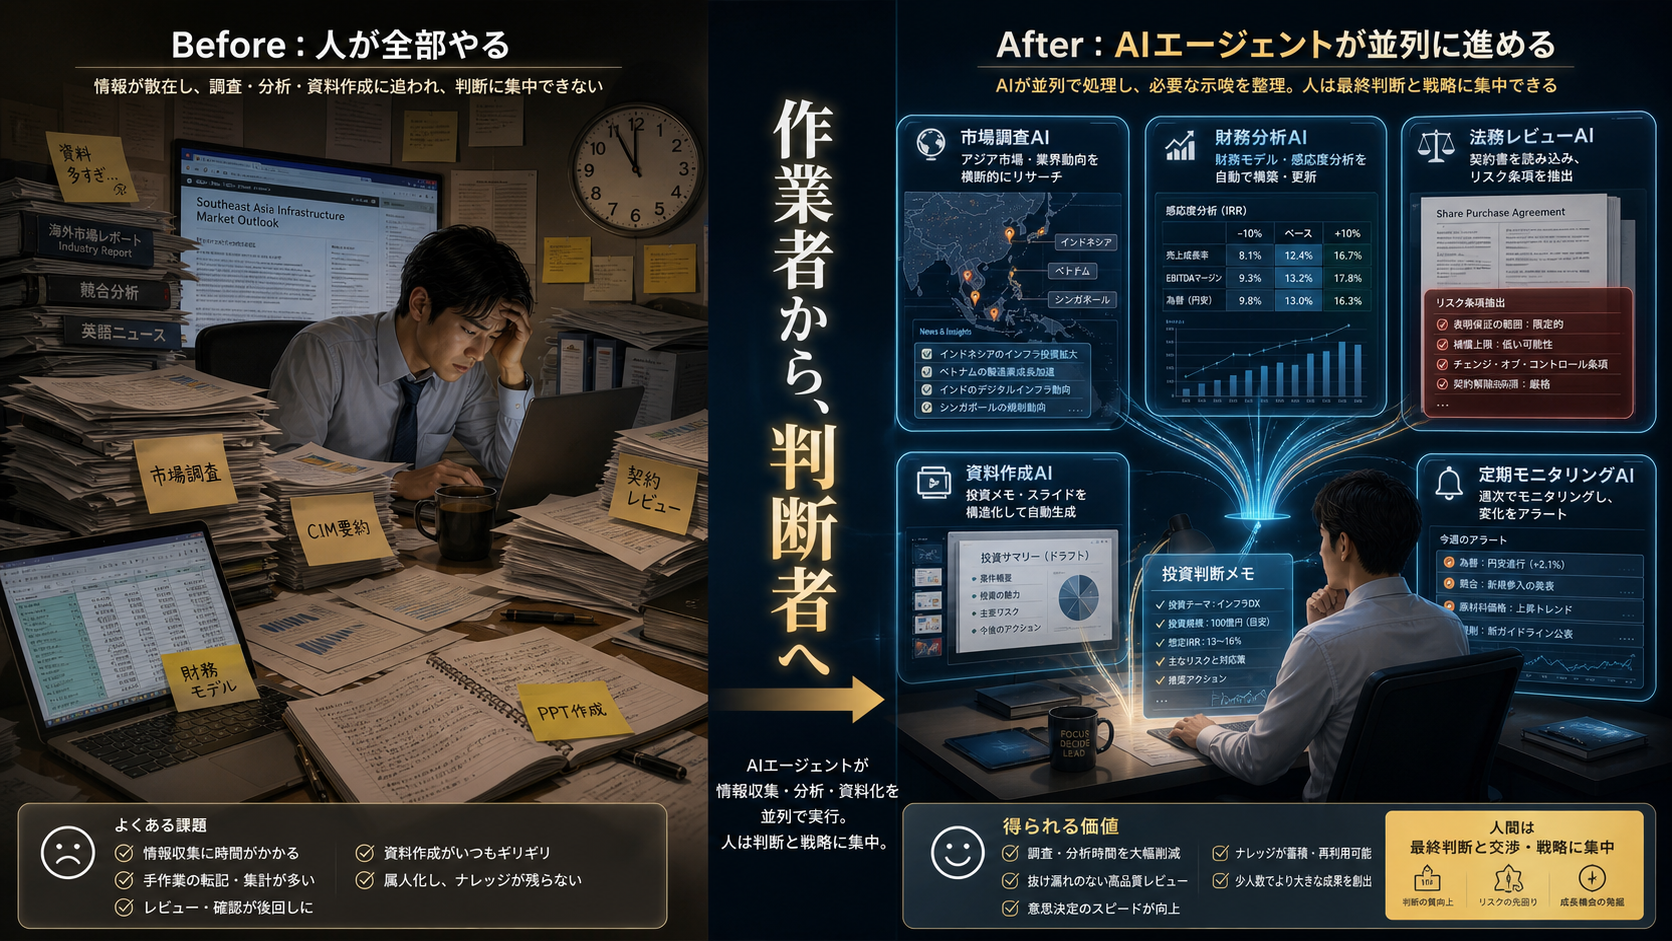 Before：人が全部やる
情報が散在し、調査・分析・資料作成に追われ、判断に集中できない
資料
多すぎ…
海外市場レポート
Industry Report
競合分析
英語ニュース
Southeast Asia Infrastructure
Market Outlook
12
1
2
3
4
5
6
7
8
9
10
11
市場調査
CIM要約
契約
レビュー
財務
モデル
PPT作成
よくある課題
情報収集に時間がかかる
手作業の転記・集計が多い
レビュー・確認が後回しに
資料作成がいつもギリギリ
属人化し、ナレッジが残らない
作業者から、判断者へ
AIエージェントが
情報収集・分析・資料化を
並列で実行。
人は判断と戦略に集中。
After：AIエージェントが並列に進める
AIが並列で処理し、必要な示唆を整理。人は最終判断と戦略に集中できる
市場調査AI
アジア市場・業界動向を
横断的にリサーチ
インドネシア
ベトナム
シンガポール
News & Insights
インドネシアのインフラ投資拡大
ベトナムの製造業成長加速
インドのデジタルインフラ動向
シンガポールの規制動向
....
財務分析AI
財務モデル・感応度分析を
自動で構築・更新
感応度分析 (IRR)
-10% ベース +10%
売上成長率 8.1% 12.4% 16.7%
EBITDAマージン 9.3% 13.2% 17.8%
為替 (円安) 9.8% 13.0% 16.3%
法務レビューAI
契約書を読み込み、
リスク条項を抽出
Share Purchase Agreement
リスク条項抽出
表明保証の範囲：限定的
補償上限：低い可能性
チェンジ・オブ・コントロール条項
契約解除：厳格
...
資料作成AI
投資メモ・スライドを
構造化して自動生成
投資サマリー（ドラフト）
案件概要
投資の魅力
主要リスク
今後のアクション
投資判断メモ
投資テーマ：インフラDX
投資規模：100億円 (目安)
想定IRR：13～16%
主なリスクと対応策
推奨アクション
...
定期モニタリングAI
週次でモニタリングし、
変化をアラート
今週のアラート
為替：円安進行 (+2.1%)
競合：新規参入の発表
原材料価格：上昇トレンド
規制：新ガイドライン公表
FOCUS
DECIDE
LEAD
得られる価値
調査・分析時間を大幅削減
抜け漏れのない高品質レビュー
意思決定のスピードが向上
ナレッジが蓄積・再利用可能
少人数でより大きな成果を創出
人間は
最終判断と交渉・戦略に集中
判断の質向上
リスクの先回り
成長機会の発掘